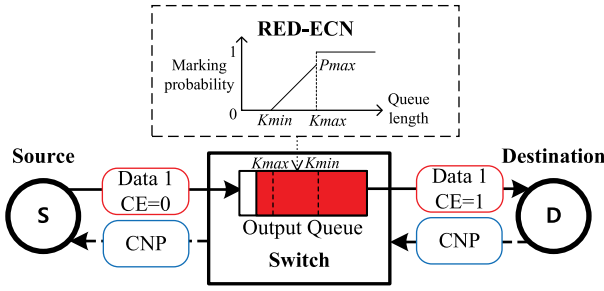 RED-ECN
1
Marking
probability
Pmax
0
Kmin
Kmax
Queue
length
Source
Destination
S
Data 1
CE=0
CNP
Kmax
Kmin
Output Queue
Switch
Data 1
CE=1
CNP
D